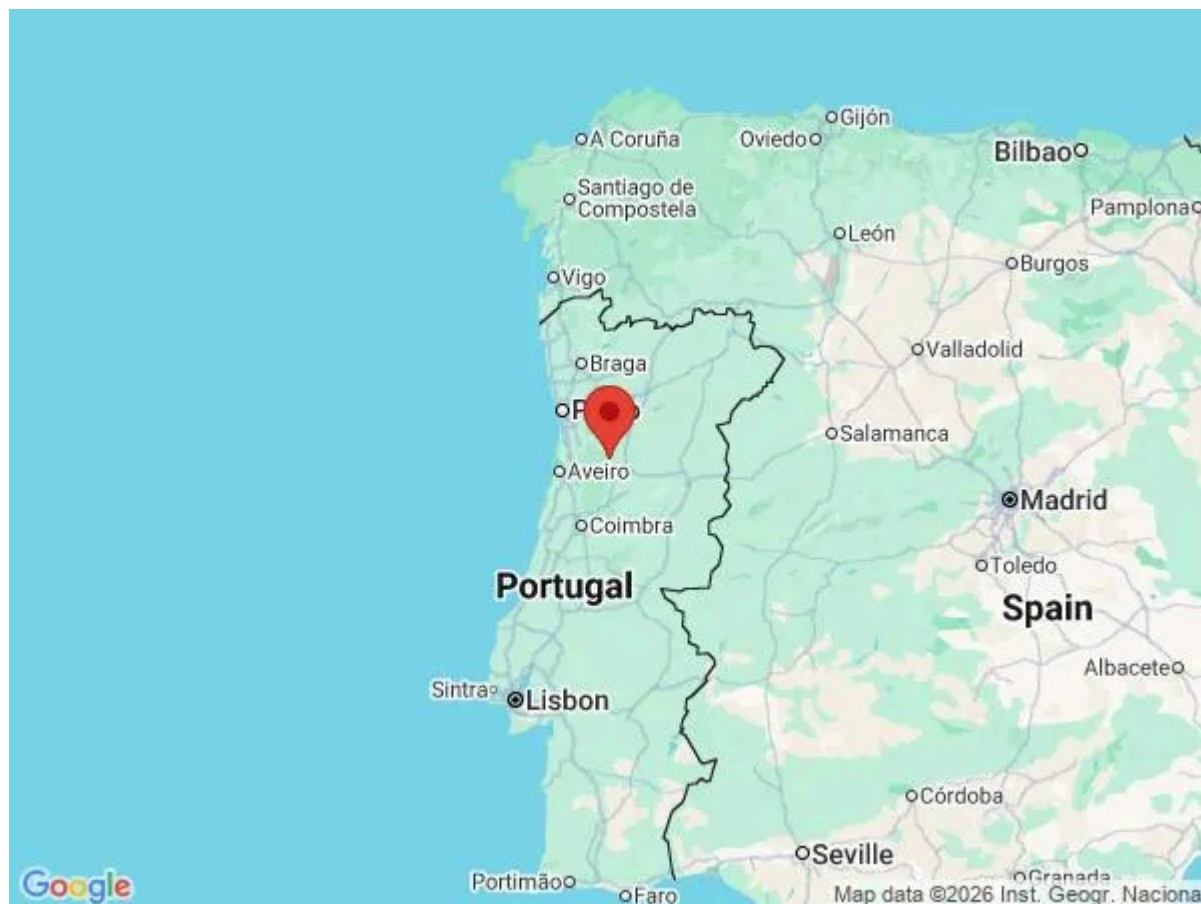 Gijón
A Coruña
Oviedo
Bilbao
Santiago de
Compostela
Pamplona
León
Burgos
Vigo
Braga
Valladolid
Salamanca
Aveiro
Madrid
Coimbra
Toledo
Portugal
Spain
Albacete
Sintra
Lisbon
Córdoba
Seville
Portimão
Granada
Faro
Google
Map data ©2026 Inst. Geogr. Naciona